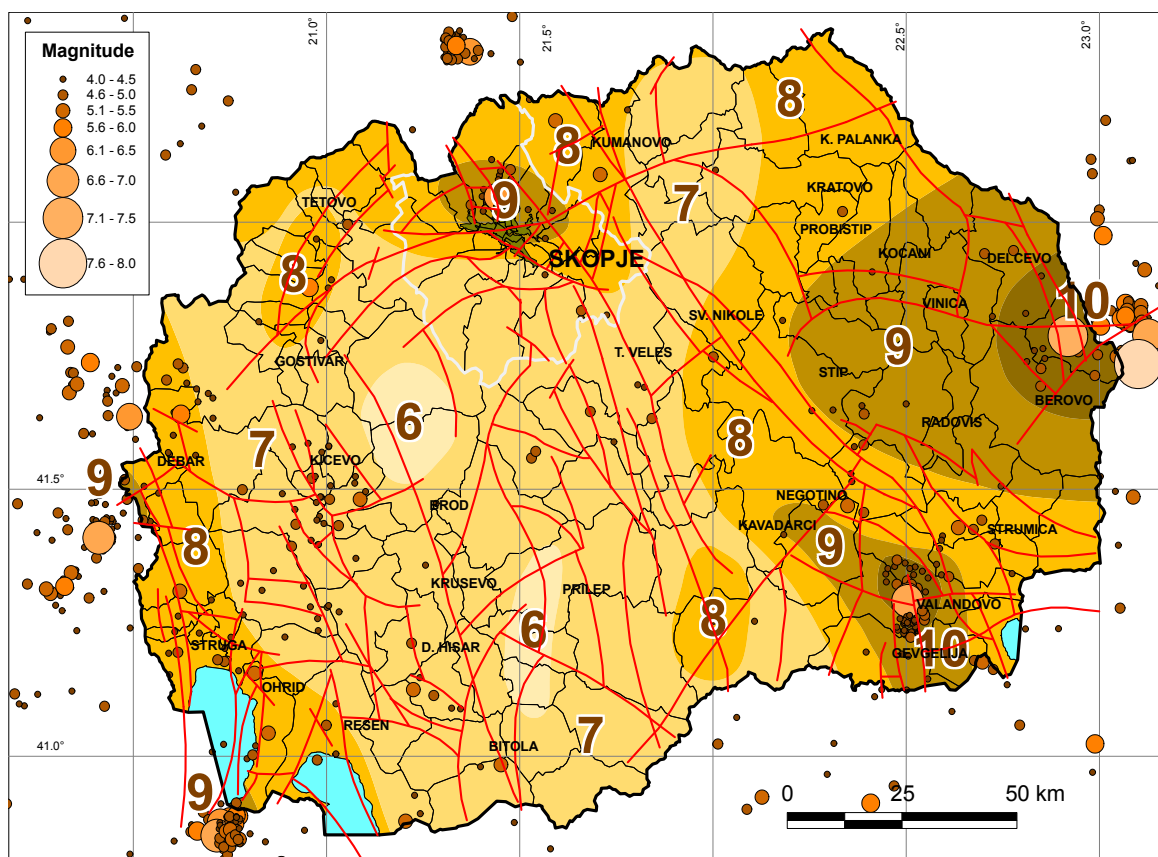 21.0°
21.5°
22.5°
23.0°
Magnitude
4.0 - 4.5
4.6 - 5.0
5.1 - 5.5
5.6 - 6.0
6.1 - 6.5
6.6 - 7.0
7.1 - 7.5
7.6 - 8.0
8
8
KUMANOVO
K. PALANKA
9
7
TETOVO
KRATOVO
PROBISTIP
SKOPJE
KOCANI
DELCEVO
8
VINICA
10
SV. NIKOLE
9
T. VELES
GOSTIVAR
STIP
BEROVO
6
RADOVIS
8
7
DEBAR
KICEVO
9
41.5°
NEGOTINO
BROD
KAVADARCI
STRUMICA
8
9
KRUSEVO
PRILEP
VALANDOVO
8
6
STRUGA
D. HISAR
GEVGELIJA
10
OHRID
RESEN
7
BITOLA
41.0°
9
0
25
50 km